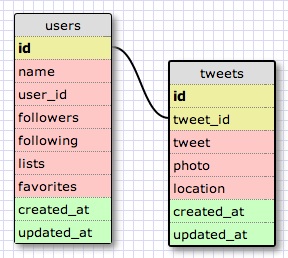 users
id
name
user_id
followers
following
lists
favorites
created_at
updated_at
tweets
id
tweet_id
tweet
photo
location
created_at
updated_at